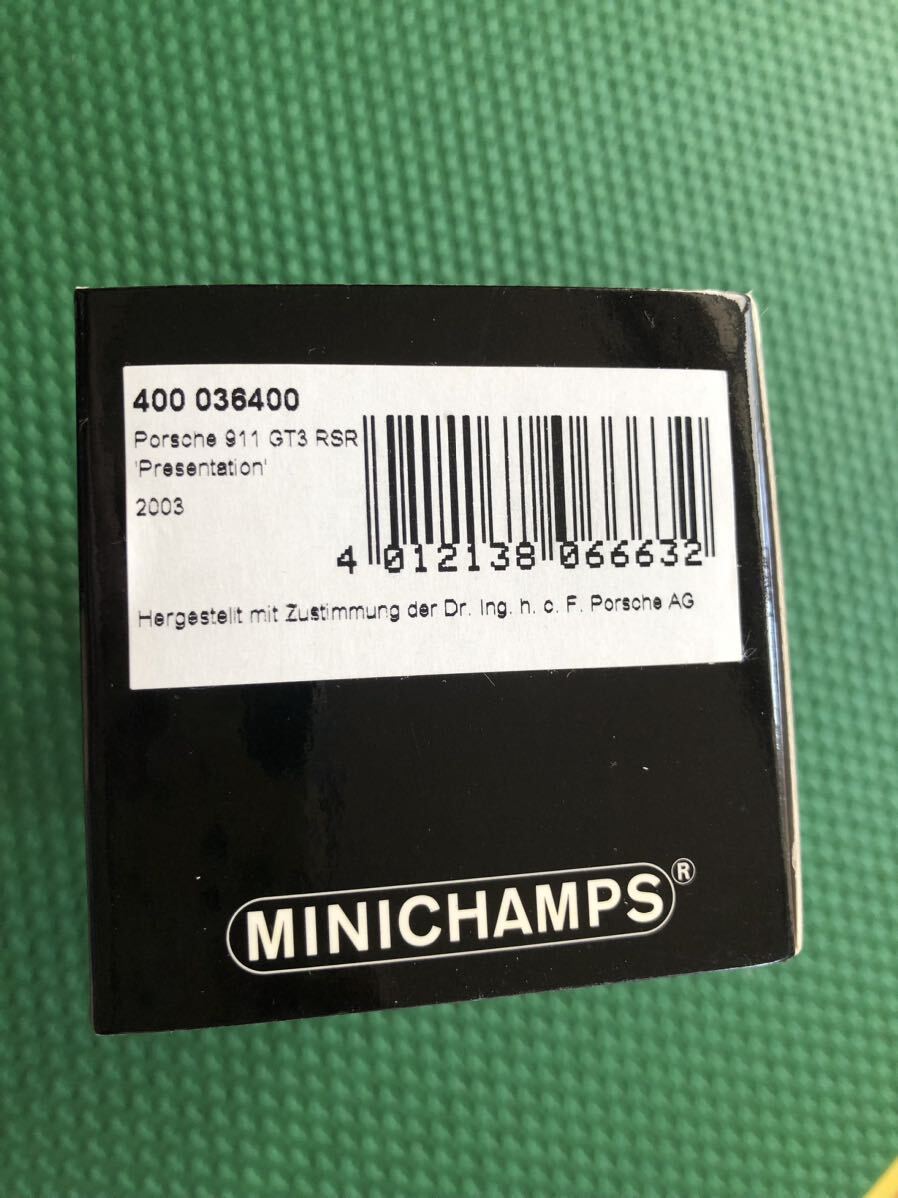 400 036400
Porsche 911 GT3 RSR
'Presentation'
2003
4 012138 066632
Hergestellt mit Zustimmung der Dr. Ing. h. c. F. Porsche AG
MINICHAMPS®